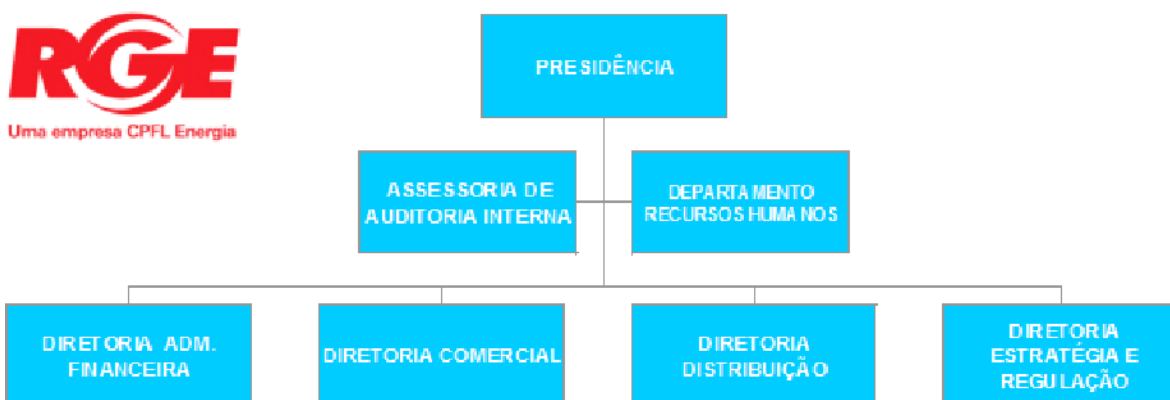 RGE
Uma empresa CPFL Energia
PRESIDÊNCIA
ASSESSORIA DE
AUDITORIA INTERNA
DEPARTAMENTO
RECURSOS HUMANOS
DIRETORIA ADM.
FINANCEIRA
DIRETORIA COMERCIAL
DIRETORIA
DISTRIBUIÇÃO
DIRETORIA
ESTRATÉGIA E
REGULAÇÃO